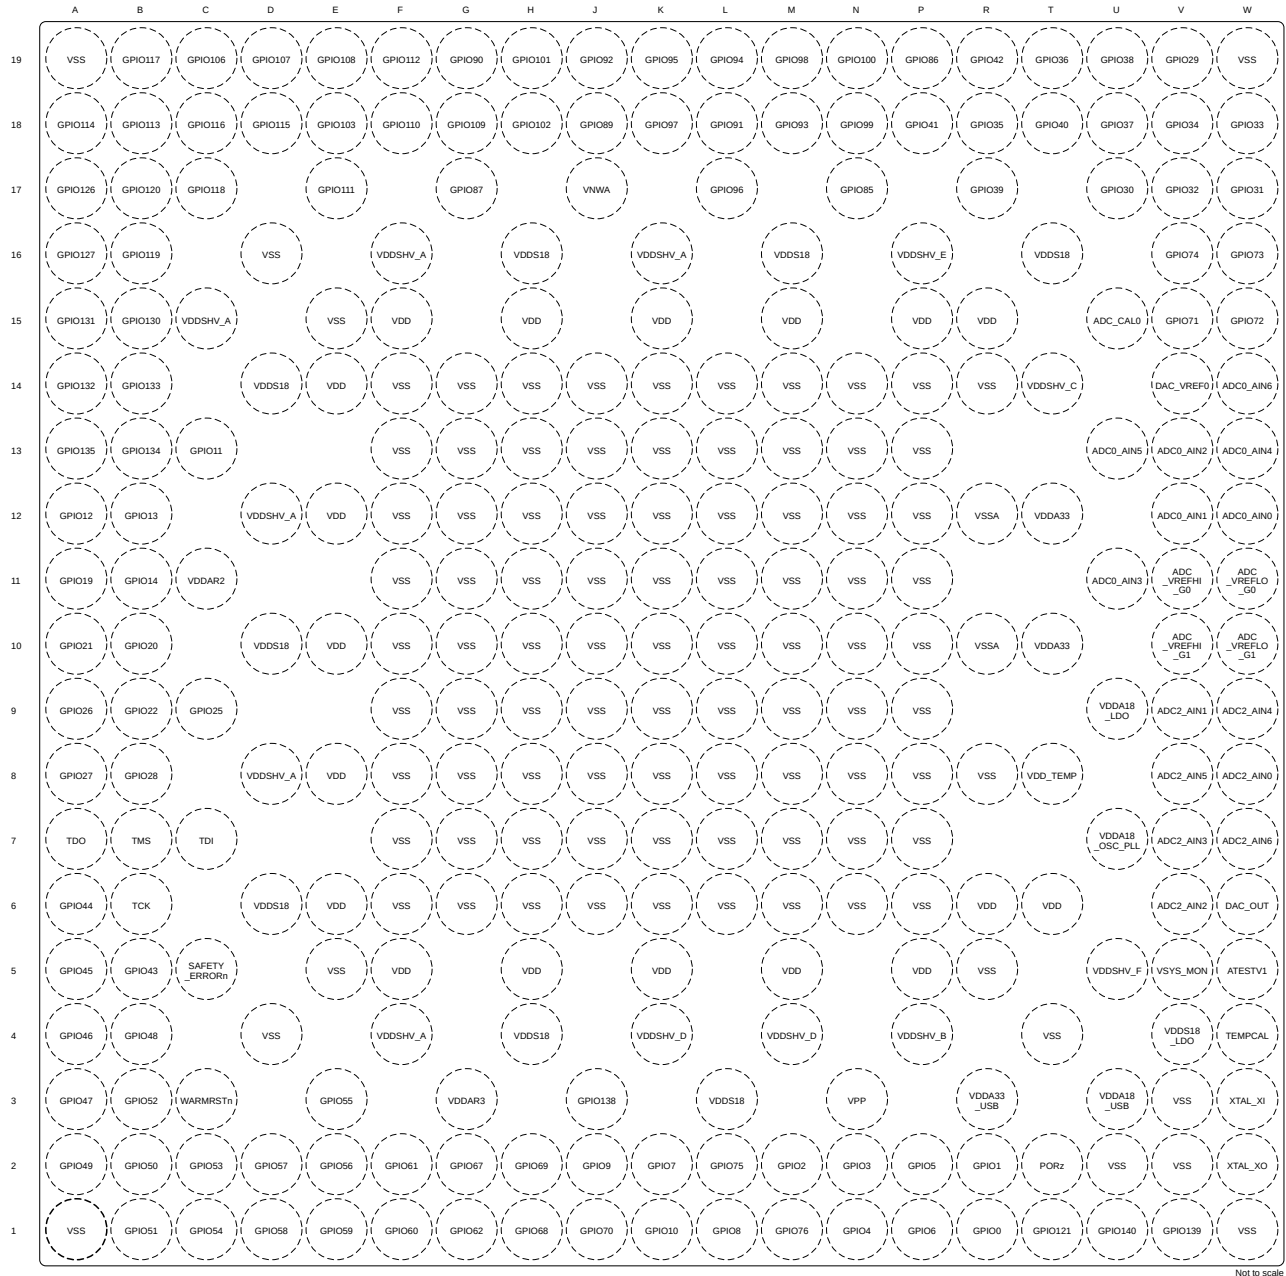 A B C D E F G H J K L M N P R T U V W
19 VSS GPIO117 GPIO106 GPIO107 GPIO108 GPIO112 GPIO90 GPIO101 GPIO92 GPIO95 GPIO94 GPIO98 GPIO100 GPIO86 GPIO42 GPIO36 GPIO38 GPIO29 VSS
18 GPIO114 GPIO113 GPIO116 GPIO115 GPIO103 GPIO110 GPIO109 GPIO102 GPIO89 GPIO97 GPIO91 GPIO93 GPIO99 GPIO41 GPIO35 GPIO40 GPIO37 GPIO34 GPIO33
17 GPIO126 GPIO120 GPIO118 GPIO111 GPIO87 VNWA GPIO96 GPIO85 GPIO39 GPIO30 GPIO32 GPIO31
16 GPIO127 GPIO119 VSS VDDSHV_A VDDS18 VDDSHV_A VDDS18 VDDSHV_E VDDS18 GPIO74 GPIO73
15 GPIO131 GPIO130 VDDSHV_A VSS VDD VDD VDD VDD VDD VDD ADC_CAL0 GPIO71 GPIO72
14 GPIO132 GPIO133 VDDS18 VDD VSS VSS VSS VSS VSS VSS VSS VSS VSS VSS VDDSHV_C DAC_VREF0 ADC0_AIN6
13 GPIO135 GPIO134 GPIO11 VSS VSS VSS VSS VSS VSS VSS VSS VSS ADC0_AIN5 ADC0_AIN2 ADC0_AIN4
12 GPIO12 GPIO13 VDDSHV_A VDD VSS VSS VSS VSS VSS VSS VSS VSS VSS VSSA VDDA33 ADC0_AIN1 ADC0_AIN0
11 GPIO19 GPIO14 VDDAR2 VSS VSS VSS VSS VSS VSS VSS VSS VSS ADC0_AIN3 ADC ADC
_VREFHI _VREFLO
_G0 _G0
10 GPIO21 GPIO20 VDDS18 VDD VSS VSS VSS VSS VSS VSS VSS VSS VSS VSSA VDDA33 ADC ADC
_VREFHI _VREFLO
_G1 _G1
9 GPIO26 GPIO22 GPIO25 VSS VSS VSS VSS VSS VSS VSS VSS VSS VDDA18 ADC2_AIN1 ADC2_AIN4
_LDO
8 GPIO27 GPIO28 VDDSHV_A VDD VSS VSS VSS VSS VSS VSS VSS VSS VSS VSS VDD_TEMP ADC2_AIN5 ADC2_AIN0
7 TDO TMS TDI VSS VSS VSS VSS VSS VSS VSS VSS VSS VDDA18 ADC2_AIN3 ADC2_AIN6
_OSC_PLL
6 GPIO44 TCK VDDS18 VDD VSS VSS VSS VSS VSS VSS VSS VSS VSS VDD VDD ADC2_AIN2 DAC_OUT
5 GPIO45 GPIO43 SAFETY VSS VDD VDD VDD VDD VDD VSS VDDSHV_F VSYS_MON ATESTV1
_ERRORn
4 GPIO46 GPIO48 VSS VDDSHV_A VDDS18 VDDSHV_D VDDSHV_D VDDSHV_B VSS VDDS18 TEMPCAL
_LDO
3 GPIO47 GPIO52 WARMRSTn GPIO55 VDDAR3 GPIO138 VDDS18 VPP VDDA33 VDDA18 VSS XTAL_XI
_USB _USB
2 GPIO49 GPIO50 GPIO53 GPIO57 GPIO56 GPIO61 GPIO67 GPIO69 GPIO9 GPIO7 GPIO75 GPIO2 GPIO3 GPIO5 GPIO1 PORz VSS VSS XTAL_XO
1 VSS GPIO51 GPIO54 GPIO58 GPIO59 GPIO60 GPIO62 GPIO68 GPIO70 GPIO10 GPIO8 GPIO76 GPIO4 GPIO6 GPIO0 GPIO121 GPIO140 GPIO139 VSS
Not to scale